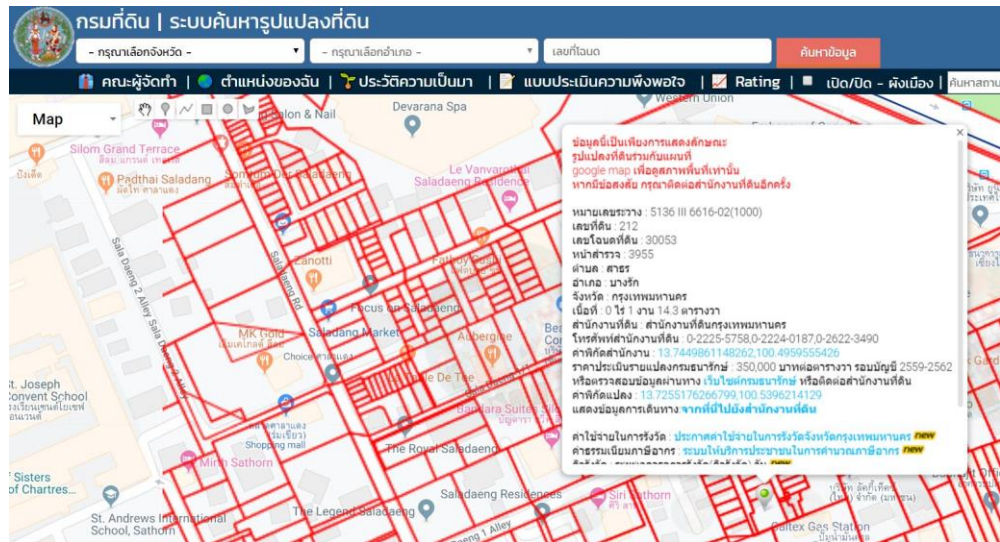 กรมที่ดิน | ระบบค้นหารูปแปลงที่ดิน
- กรุณาเลือกจังหวัด -
- กรุณาเลือกอำเภอ -
เลขที่โฉนด
ค้นหาข้อมูล
คณะผู้จัดทำ | ตำแหน่งของฉัน | ประวัติความเป็นมา | แบบประเมินความพึงพอใจ | Rating | เปิด/ปิด - ผังเมือง |
Map
Salon & Nail
Devarana Spa
Western Union
Silom Grand Terrace
Padthai Saladang
ผัดไท ศาลาแดง
Somtum Der Saladaeng
Le Vanvarothai
Saladaeng Residence
Sala Daeng 2 Alley
Sala Daeng 2 Alley
Saladaeng Rd
Zanotti
Fatboy Sushi
Focus on Saladaeng
MK Gold
Saladang Market
Aubergine
Choice
La Table De Tee
Bandara Suites
St. Joseph
Convent School
Shopping mall
The Royal Saladaeng
Mirth Sathorn
Sisters
of Chartres...
St. Andrews International
School, Sathorn
The Legend Saladaeng
Saladaeng Residences
Siri Sathorn
Caltex Gas Station
ข้อมูลนี้เป็นเพียงการแสดงลักษณะ
รูปแปลงที่ดินร่วมกับแผนที่
google map เพื่อดูสภาพพื้นที่เท่านั้น
หากมีข้อสงสัย กรุณาติดต่อสำนักงานที่ดินอีกครั้ง
หมายเลขระวาง : 5136 III 6616-02(1000)
เลขที่ดิน : 212
เลขโฉนดที่ดิน : 30053
หน้าสำรวจ : 3955
ตำบล : สาธร
อำเภอ : บางรัก
จังหวัด : กรุงเทพมหานคร
เนื้อที่ : 0 ไร่ 1 งาน 14.3 ตารางวา
สำนักงานที่ดิน : สำนักงานที่ดินกรุงเทพมหานคร
โทรศัพท์สำนักงานที่ดิน : 0-2225-5758,0-2224-0187,0-2622-3490
ค่าพิกัดสำนักงาน : 13.7449861148262,100.4959555426
ราคาประเมินรายแปลงกรมธนารักษ์ : 350,000 บาทต่อตารางวา รอบบัญชี 2559-2562
หรือตรวจสอบข้อมูลผ่านทาง เว็บไซต์กรมธนารักษ์ หรือติดต่อสำนักงานที่ดิน
ค่าพิกัดแปลง : 13.7255176266799,100.5396214129
แสดงข้อมูลการเดินทาง:จากที่นี่ไปยังสำนักงานที่ดิน
ค่าใช้จ่ายในการรังวัด : ประกาศค่าใช้จ่ายในการรังวัดจังหวัดกรุงเทพมหานคร new
ค่าธรรมเนียมภาษีอากร : ระบบให้บริการประชาชนในการคำนวณภาษีอากร new